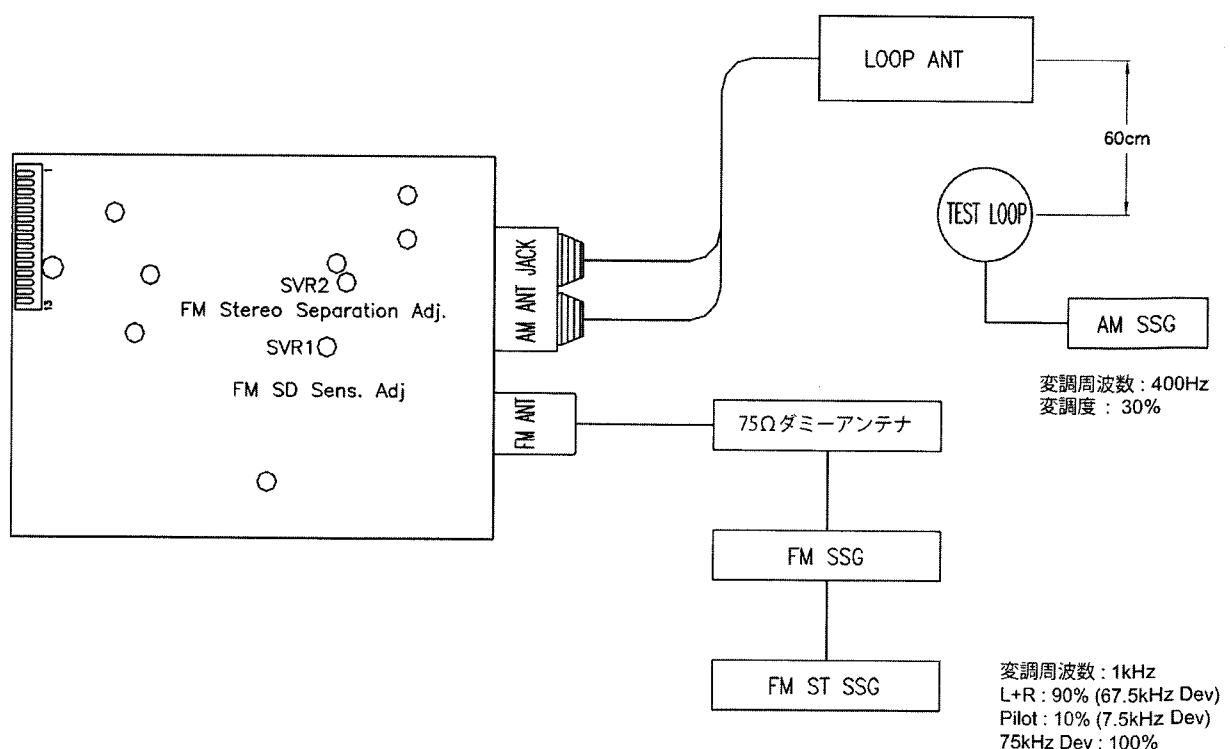 LOOP ANT
60cm
TEST LOOP
AM SSG
変調周波数 : 400Hz
変調度 : 30%
1
13
SVR2
FM Stereo Separation Adj.
SVR1
FM SD Sens. Adj
AM ANT JACK
FM ANT
75Ωダミーアンテナ
FM SSG
FM ST SSG
変調周波数 : 1kHz
L+R : 90% (67.5kHz Dev)
Pilot : 10% (7.5kHz Dev)
75kHz Dev : 100%